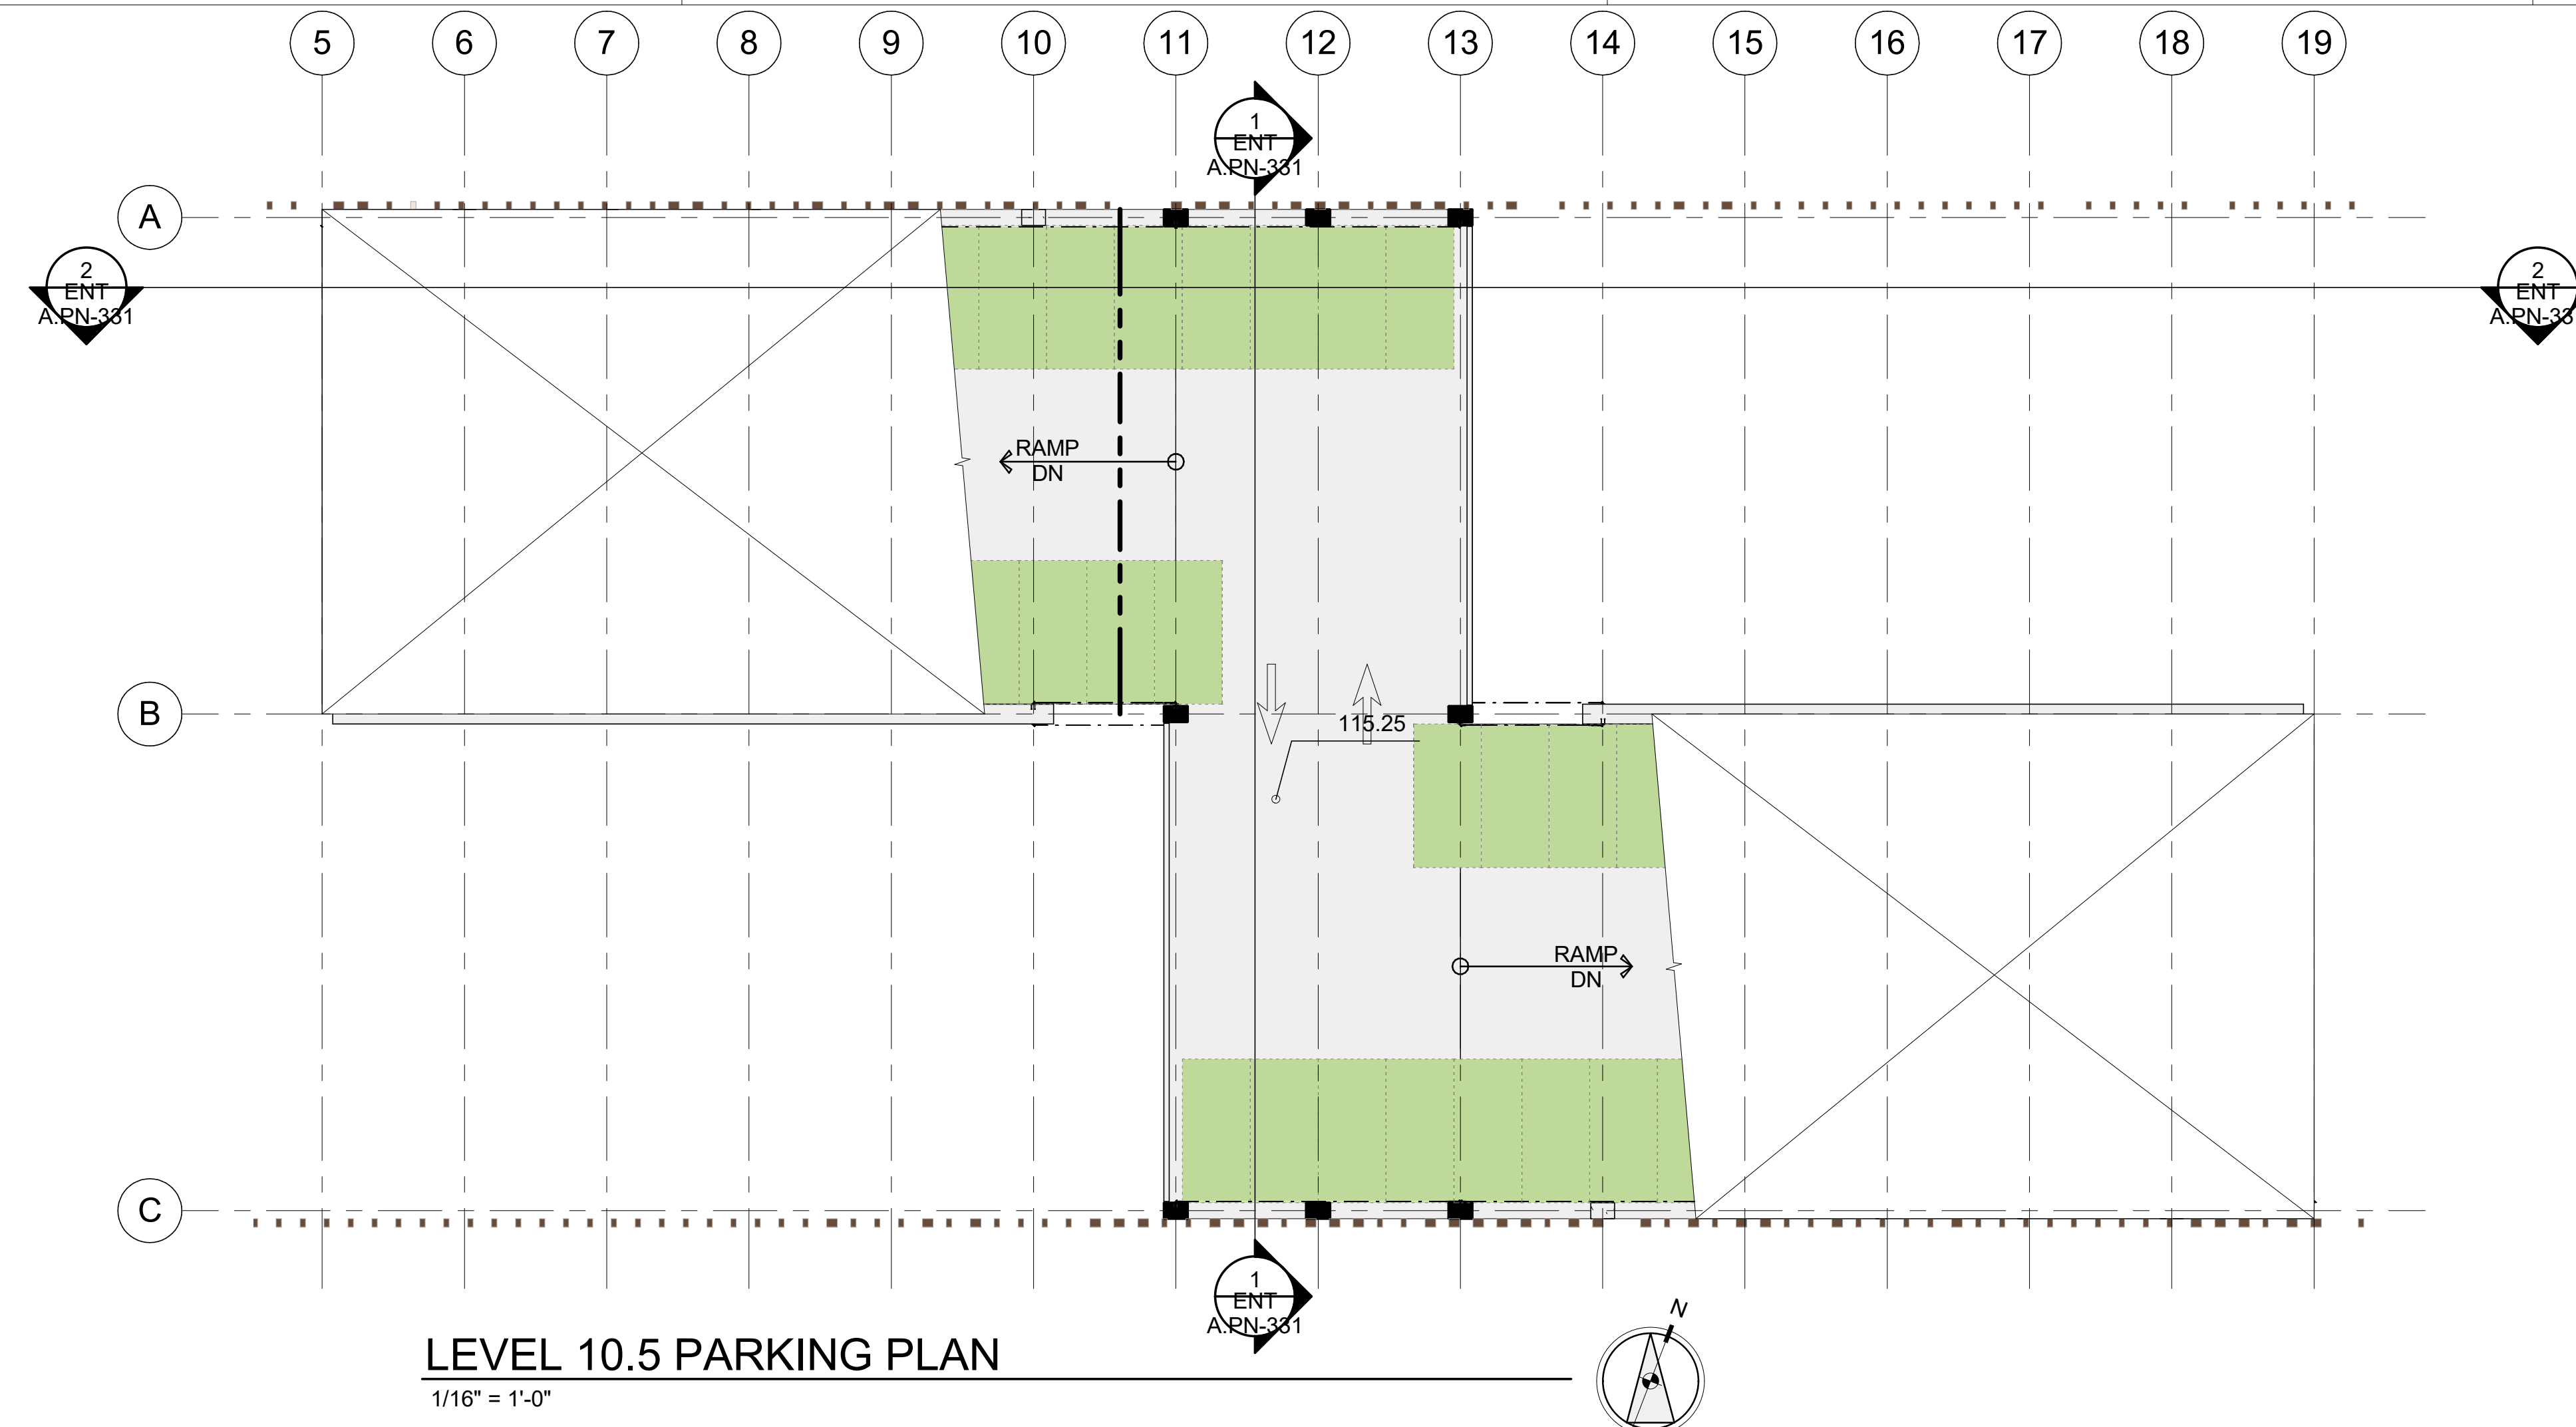 5 6 7 8 9 10 11 12 13 14 15 16 17 18 19
1
ENT
A.PN-331
A
2
ENT
A.PN-331
2
ENT
A.PN-33
RAMP
DN
B
115.25
RAMP
DN
C
1
ENT
A.PN-331
N
LEVEL 10.5 PARKING PLAN
1/16" = 1'-0"